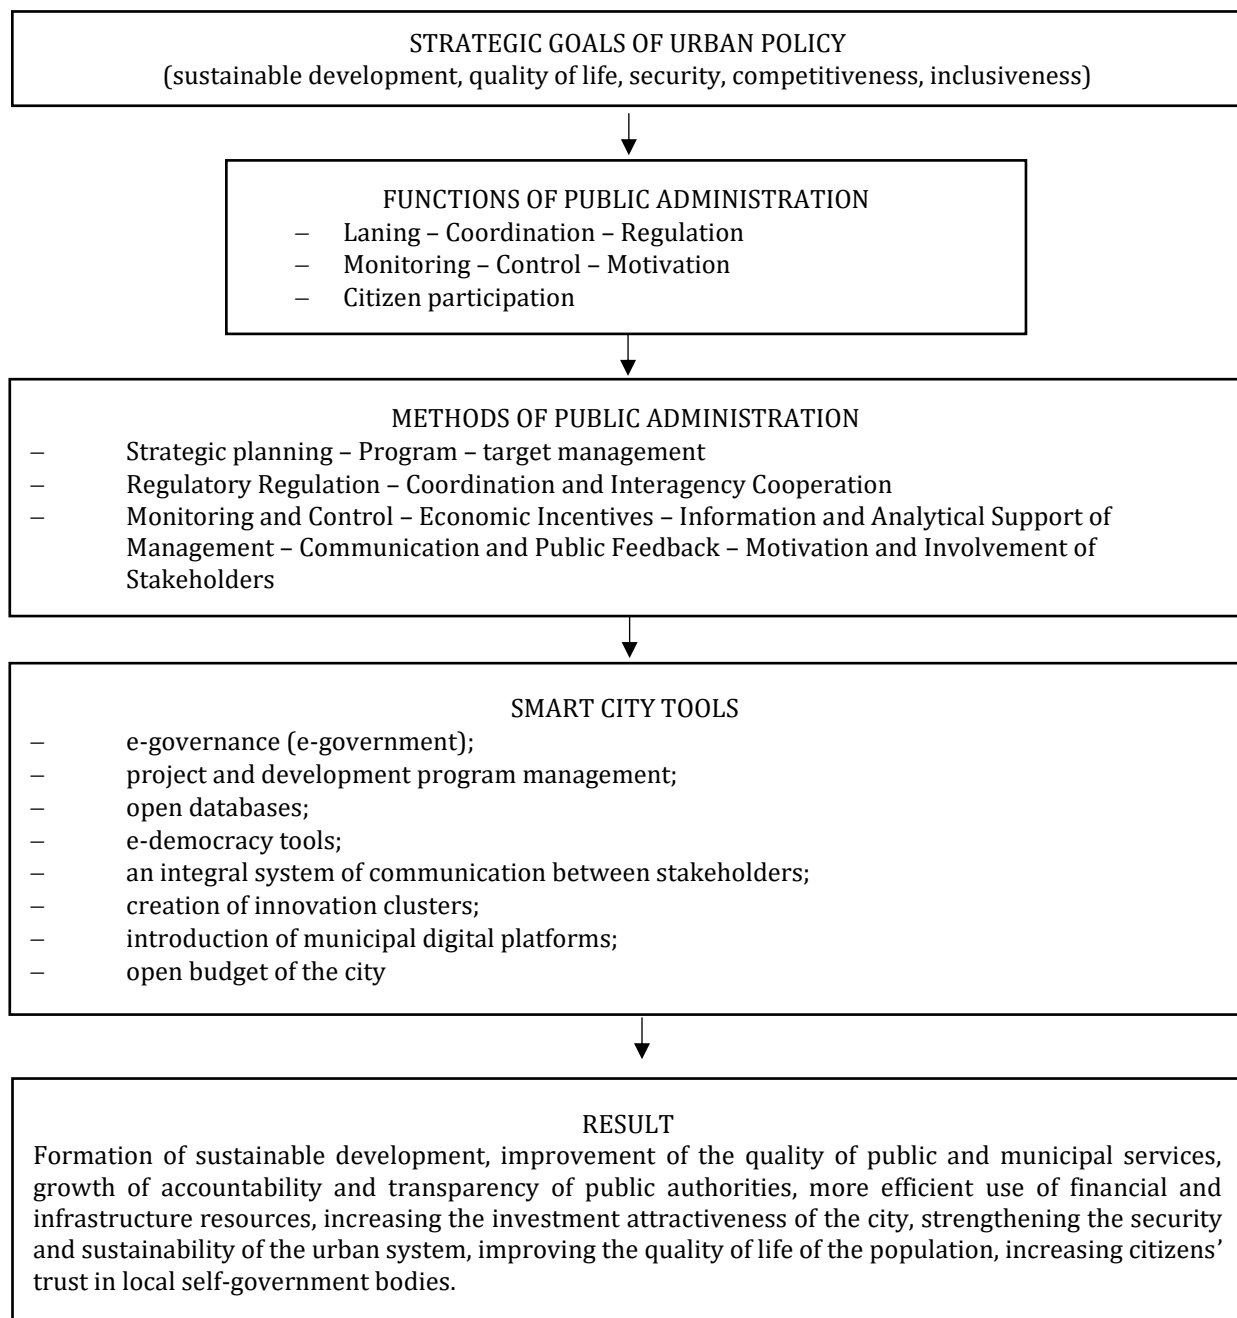 STRATEGIC GOALS OF URBAN POLICY
(sustainable development, quality of life, security, competitiveness, inclusiveness)
FUNCTIONS OF PUBLIC ADMINISTRATION
– Laning – Coordination – Regulation
– Monitoring – Control – Motivation
– Citizen participation
METHODS OF PUBLIC ADMINISTRATION
– Strategic planning – Program – target management
– Regulatory Regulation – Coordination and Interagency Cooperation
– Monitoring and Control – Economic Incentives – Information and Analytical Support of
Management – Communication and Public Feedback – Motivation and Involvement of
Stakeholders
SMART CITY TOOLS
– e-governance (e-government);
– project and development program management;
– open databases;
– e-democracy tools;
– an integral system of communication between stakeholders;
– creation of innovation clusters;
– introduction of municipal digital platforms;
– open budget of the city
RESULT
Formation of sustainable development, improvement of the quality of public and municipal services,
growth of accountability and transparency of public authorities, more efficient use of financial and
infrastructure resources, increasing the investment attractiveness of the city, strengthening the security
and sustainability of the urban system, improving the quality of life of the population, increasing citizens’
trust in local self-government bodies.